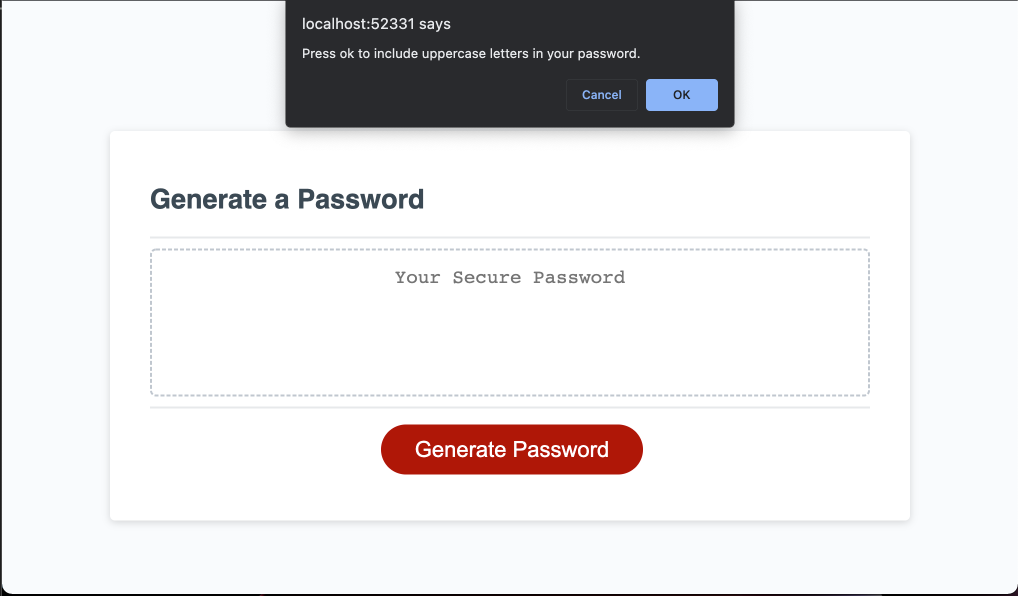 localhost:52331 says
Press ok to include uppercase letters in your password.
Cancel OK
Generate a Password
Your Secure Password
Generate Password